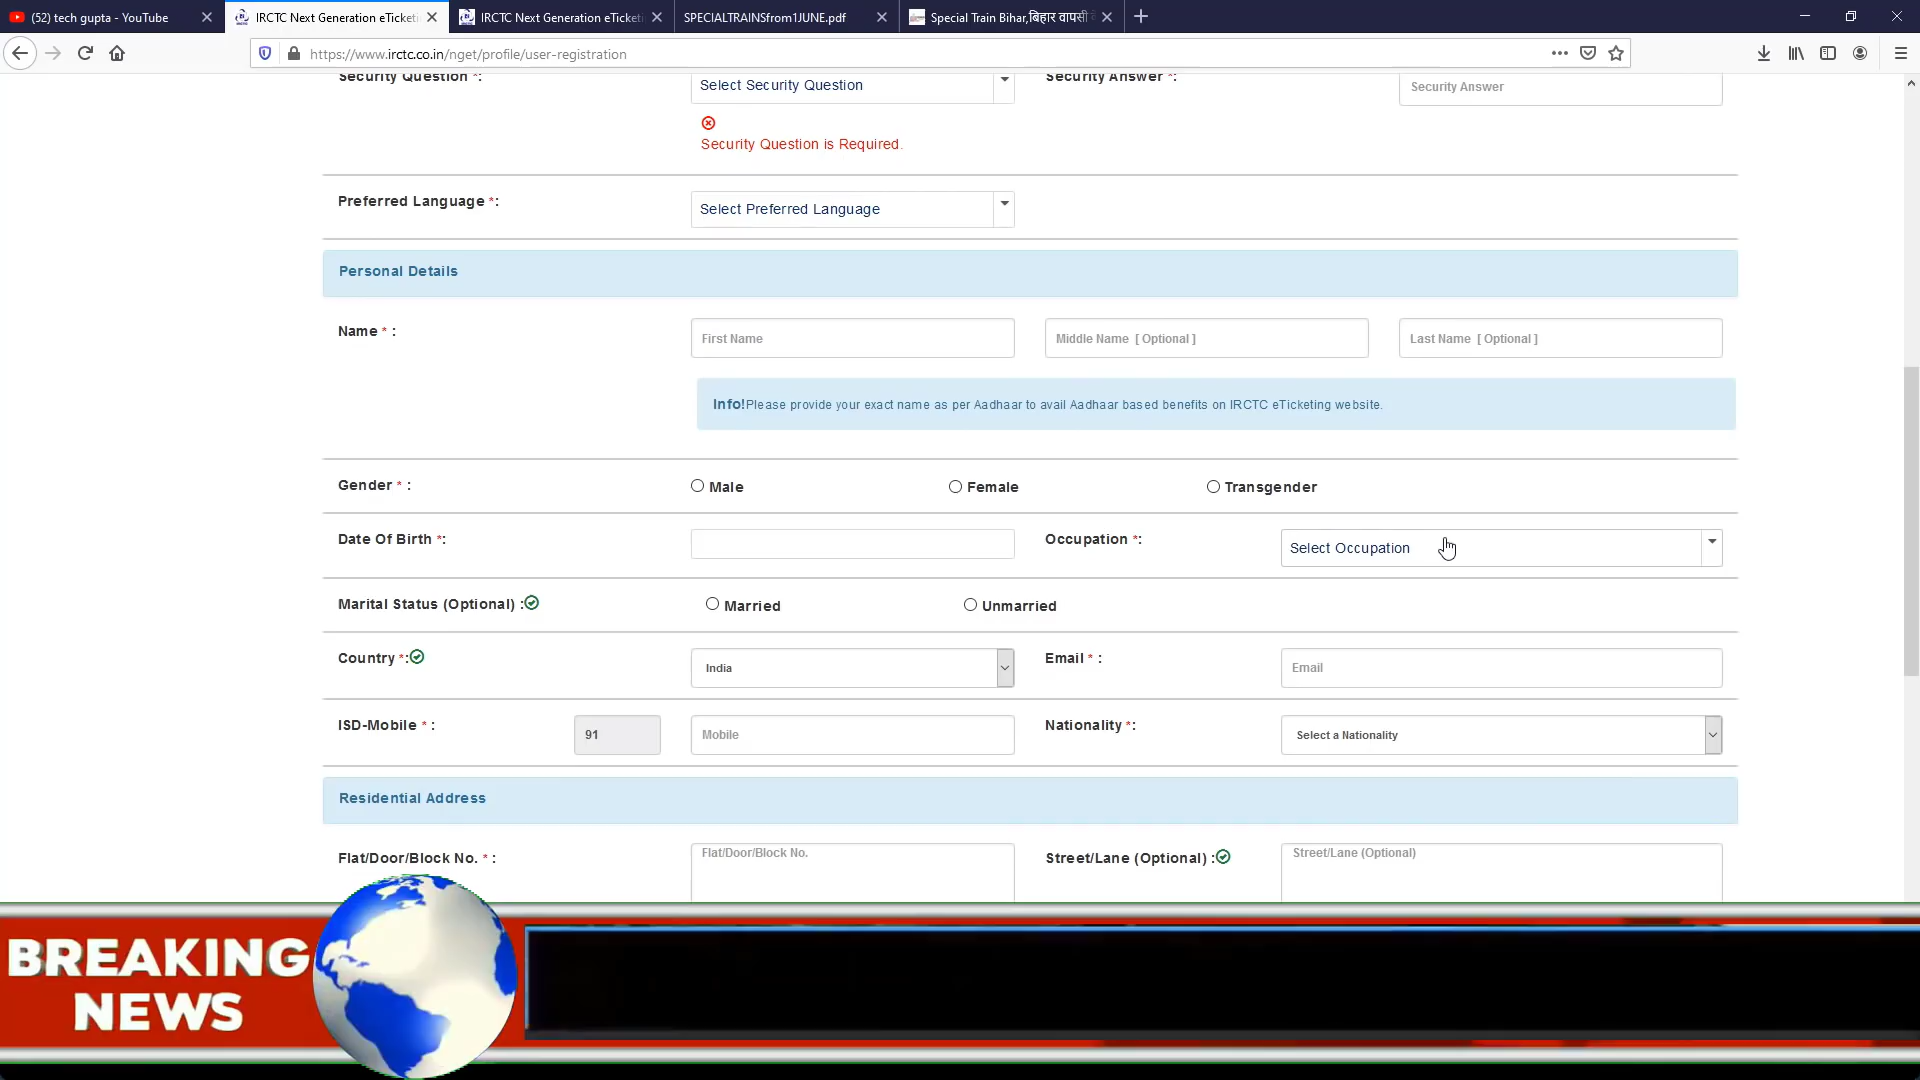 (52) tech gupta - YouTube
IRCTC Next Generation eTicketi
IRCTC Next Generation eTicketi
SPECIALTRAINSfrom1JUNE.pdf
Special Train Bihar,बिहार वापसी
https://www.irctc.co.in/nget/profile/user-registration
Security Question *:
Select Security Question
Security Answer *:
Security Answer
Security Question is Required.
Preferred Language *:
Select Preferred Language
Personal Details
Name * :
First Name
Middle Name [ Optional ]
Last Name [ Optional ]
Info!Please provide your exact name as per Aadhaar to avail Aadhaar based benefits on IRCTC eTicketing website.
Gender * :
Male
Female
Transgender
Date Of Birth *:
Occupation *:
Select Occupation
Marital Status (Optional) :
Married
Unmarried
Country *:
India
Email * :
Email
ISD-Mobile * :
91
Mobile
Nationality *:
Select a Nationality
Residential Address
Flat/Door/Block No. * :
Flat/Door/Block No.
Street/Lane (Optional) :
Street/Lane (Optional)
BREAKING
NEWS